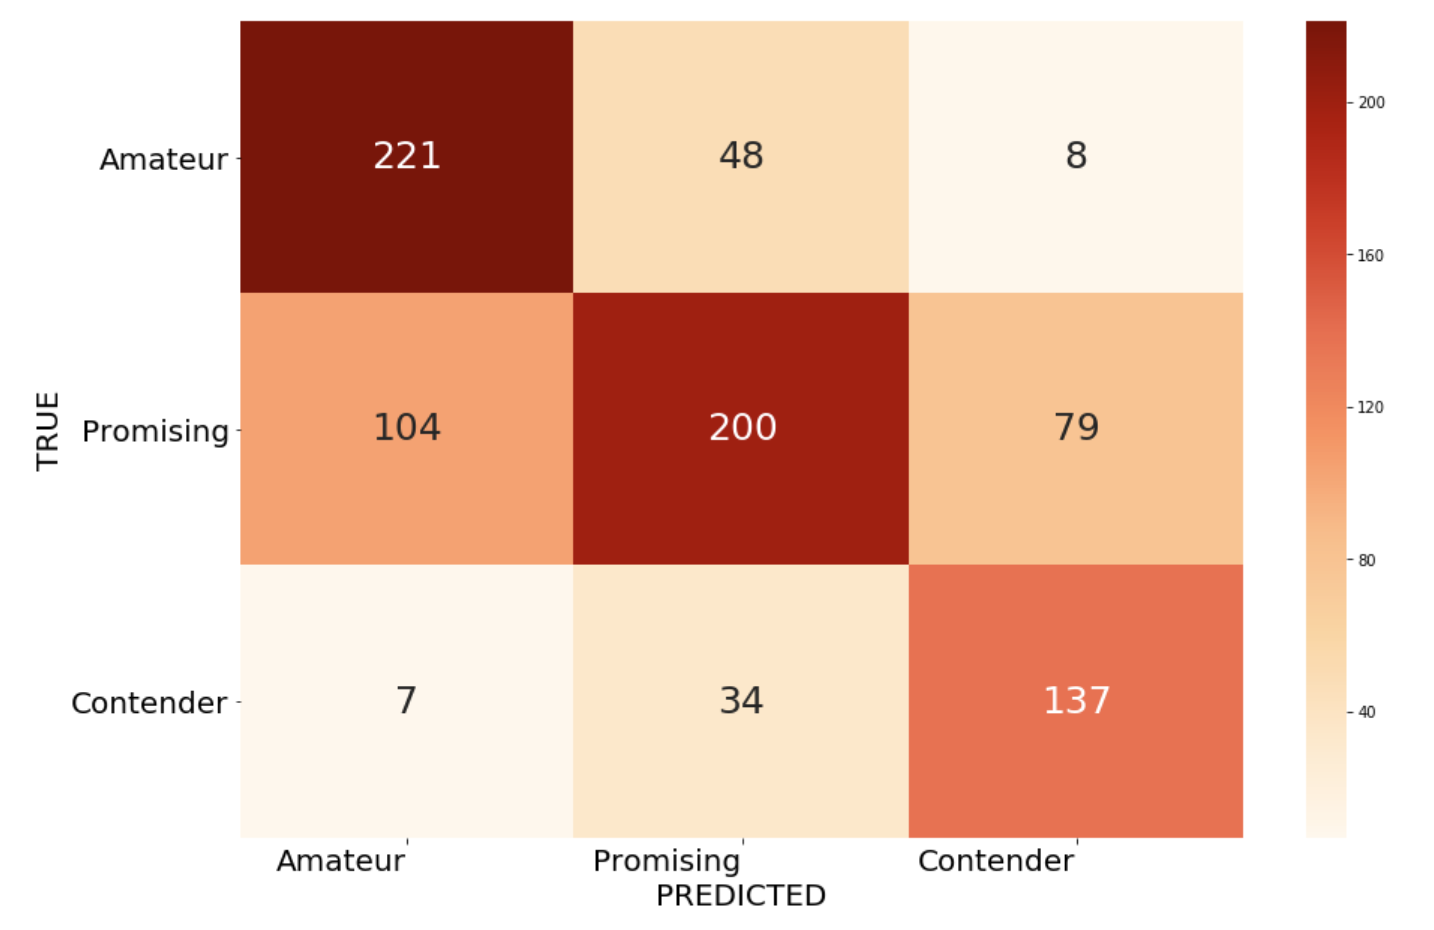 Amateur 221 48 8
TRUE
Promising 104 200 79
Contender 7 34 137
Amateur Promising Contender
PREDICTED
200
160
120
80
40